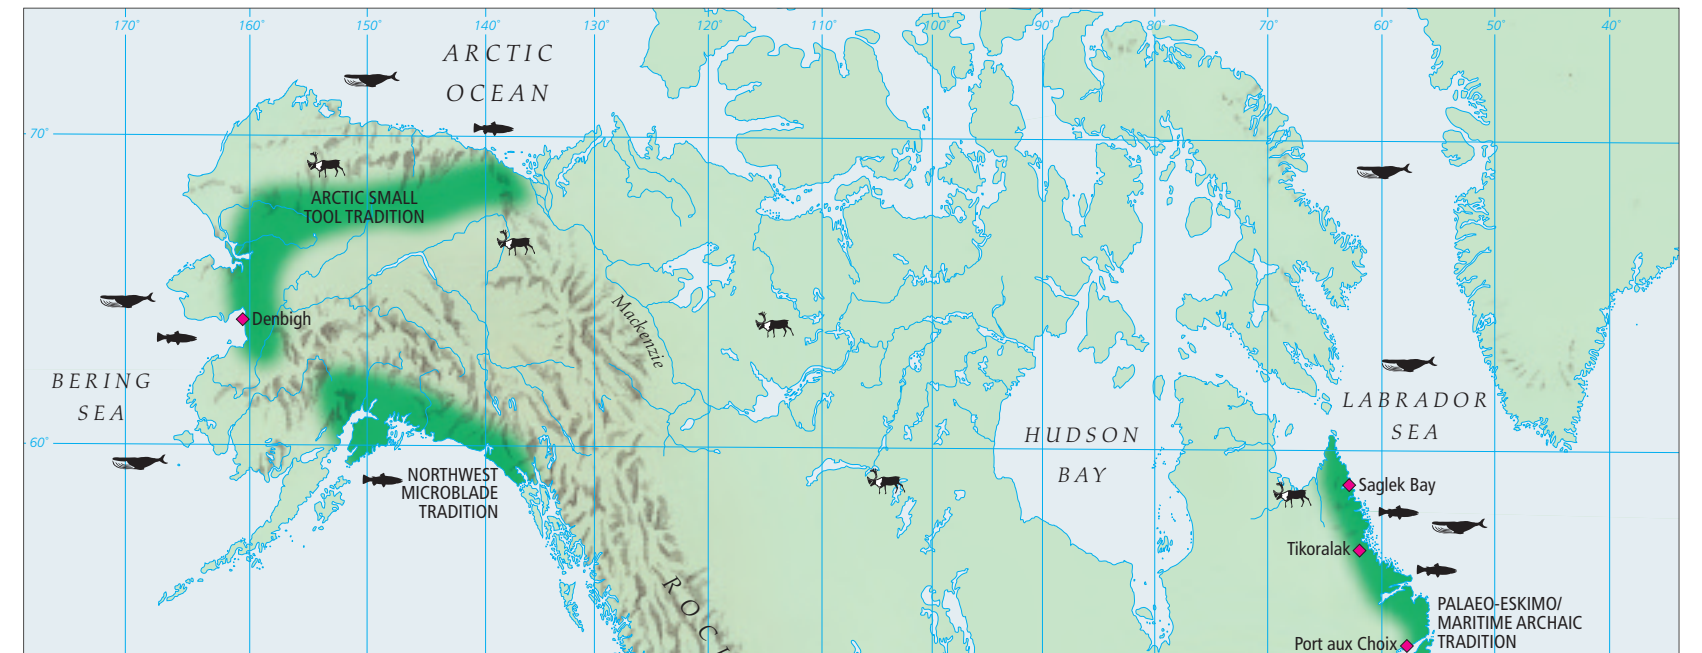 170° 160° 150° 140° 130° 120° 110° 100° 90° 80° 70° 60° 50° 40°
ARCTIC
OCEAN
70°
ARCTIC SMALL
TOOL TRADITION
Mackenzie
Denbigh
BERING
SEA
LABRADOR
SEA
60°
HUDSON
BAY
NORTHWEST
MICROBLADE
TRADITION
Saglek Bay
Tikoralak
ROCK
PALAEO-ESKIMO/
MARITIME ARCHAIC
TRADITION
Port aux Choix